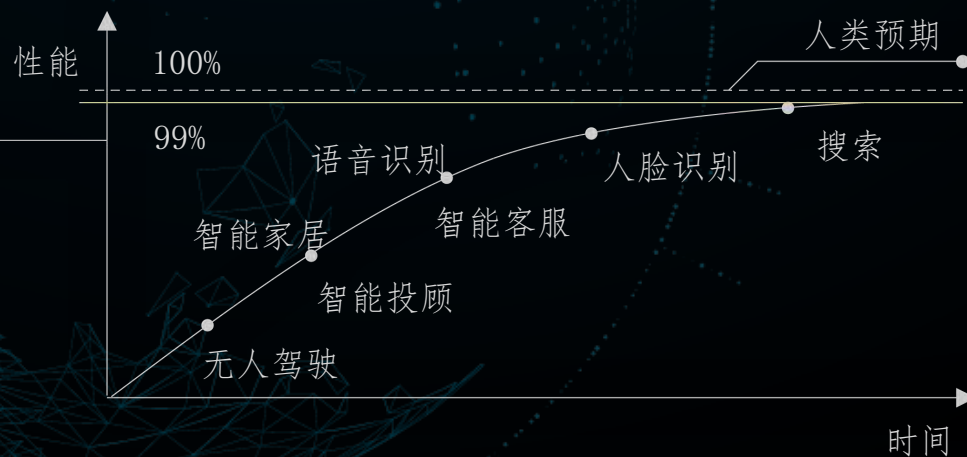 人类预期
性能
100%
99%
语音识别
人脸识别
搜索
智能家居
智能客服
智能投顾
无人驾驶
时间